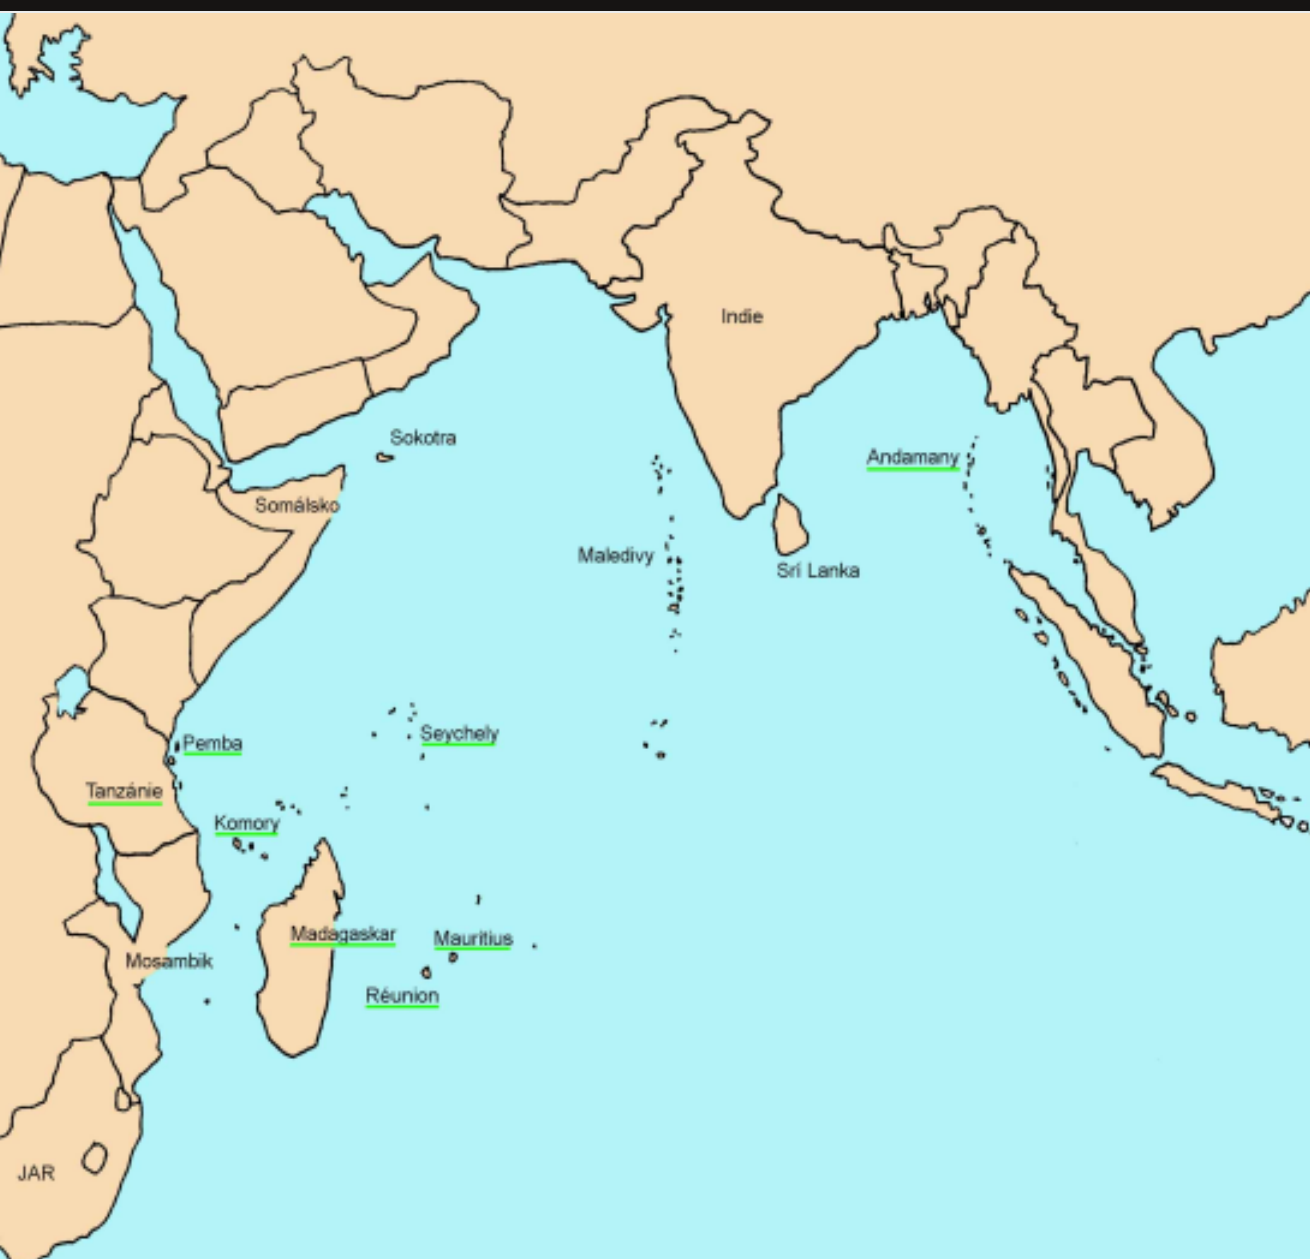 Indie
Sokotra
Andamany
Somálsko
Maledivy
Srí Lanka
Seychely
Pemba
Tanzánie
Komory
Madagaskar
Mauritius
Mosambik
Réunion
JAR